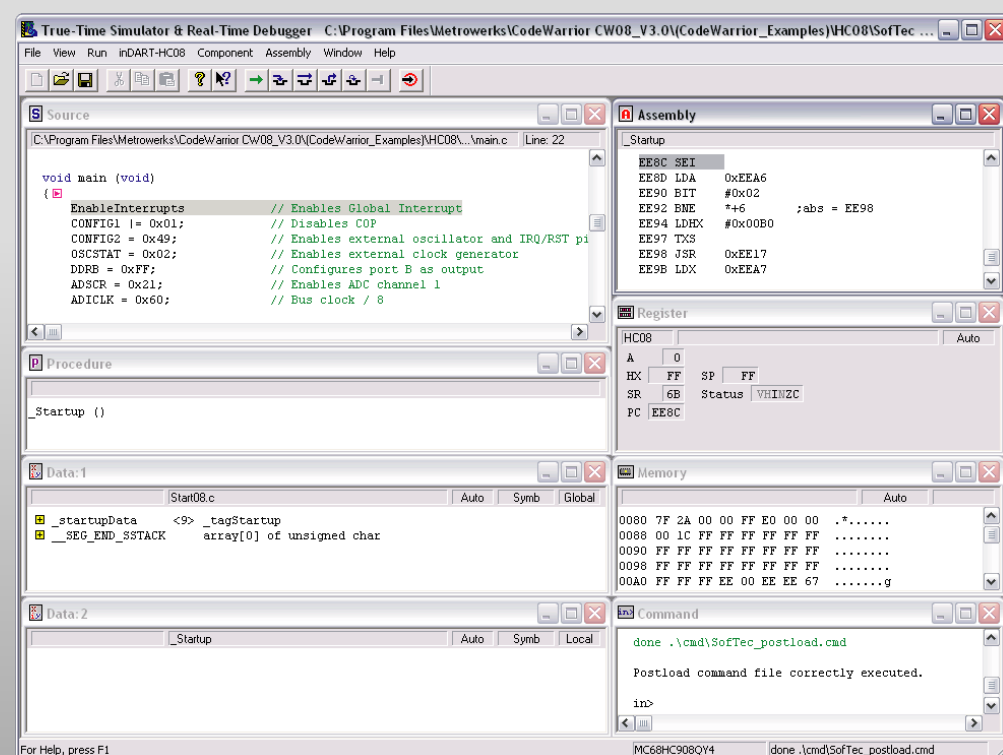 True-Time Simulator & Real-Time Debugger C:\Program Files\Metrowerks\CodeWarrior CW08_V3.0\(CodeWarrior_Examples)\HC08\SofTec ...
File View Run inDART-HC08 Component Assembly Window Help
Source
C:\Program Files\Metrowerks\CodeWarrior CW08_V3.0\(CodeWarrior_Examples)\HC08\...\main.c Line: 22
void main (void)
{
EnableInterrupts // Enables Global Interrupt
CONFIG1 |= 0x01; // Disables COP
CONFIG2 = 0x49; // Enables external oscillator and IRQ/RST pi
OSCSTAT = 0x02; // Enables external clock generator
DDRB = 0xFF; // Configures port B as output
ADSCR = 0x21; // Enables ADC channel 1
ADICLK = 0x60; // Bus clock / 8
Assembly
_Startup
EE8C SEI
EE8D LDA 0xEEA6
EE90 BIT #0x02
EE92 BNE *+6 ;abs = EE98
EE94 LDHX #0x00B0
EE97 TXS
EE98 JSR 0xEE17
EE9B LDX 0xEEA7
Procedure
_Startup ()
Register
HC08 Auto
A 0
HX FF SP FF
SR 6B Status VHINZC
PC EE8C
Data:1
Start08.c Auto Symb Global
_startupData <9> _tagStartup
__SEG_END_SSTACK array[0] of unsigned char
Memory
Auto
0080 7F 2A 00 00 FF E0 00 00 .*......
0088 00 1C FF FF FF FF FF FF ........
0090 FF FF FF FF FF FF FF FF ........
0098 FF FF FF FF FF FF FF FF ........
00A0 FF FF FF EE 00 EE EE 67 .......g
Data:2
_Startup Auto Symb Local
Command
done .\cmd\SofTec_postload.cmd
Postload command file correctly executed.
in>
For Help, press F1 MC68HC908QY4 done .\cmd\SofTec_postload.cmd